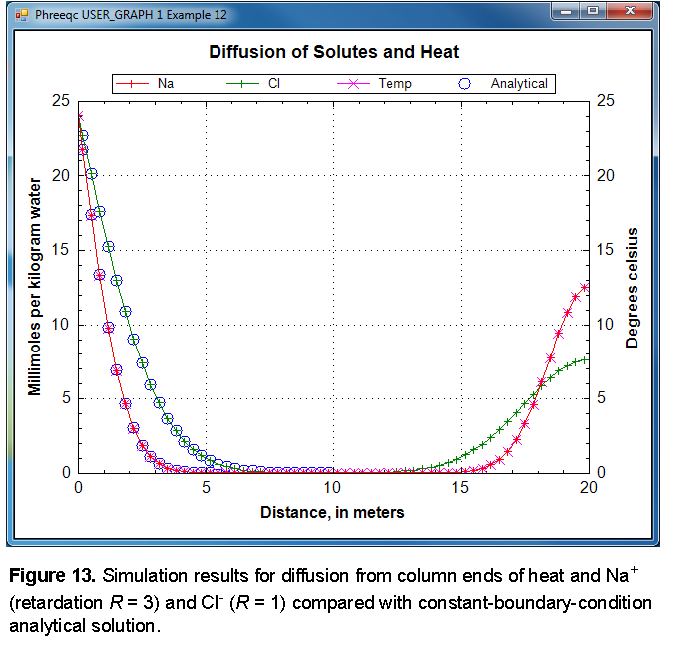 Phreeqc USER_GRAPH 1 Example 12
Diffusion of Solutes and Heat
Na Cl Temp Analytical
25 25
20 20
15 15
10 10
5 5
0 0
Millimoles per kilogram water
Degrees celsius
0 5 10 15 20
Distance, in meters
Figure 13. Simulation results for diffusion from column ends of heat and Na⁺
(retardation R = 3) and Cl⁻ (R = 1) compared with constant-boundary-condition
analytical solution.